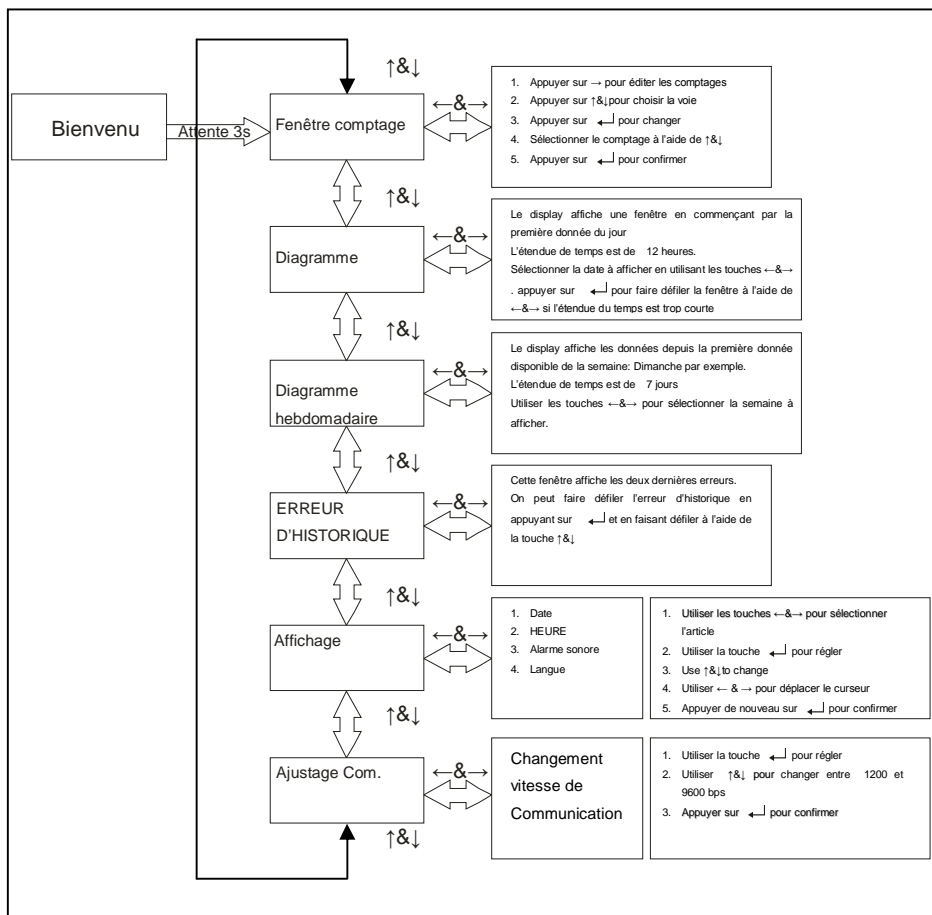 ↑&↓
Bienvenu
Attente 3s
Fenêtre comptage
←&→
1. Appuyer sur → pour éditer les comptages
2. Appuyer sur ↑&↓pour choisir la voie
3. Appuyer sur ↵ pour changer
4. Sélectionner le comptage à l'aide de ↑&↓
5. Appuyer sur ↵ pour confirmer
↑&↓
Diagramme
←&→
Le display affiche une fenêtre en commençant par la
première donnée du jour
L'étendue de temps est de 12 heures.
Sélectionner la date à afficher en utilisant les touches ←&→
. appuyer sur ↵ pour faire défiler la fenêtre à l'aide de
←&→ si l'étendue du temps est trop courte
↑&↓
Diagramme
hebdomadaire
←&→
Le display affiche les données depuis la première donnée
disponible de la semaine: Dimanche par exemple.
L'étendue de temps est de 7 jours
Utiliser les touches ←&→ pour sélectionner la semaine à
afficher.
↑&↓
ERREUR
D'HISTORIQUE
←&→
Cette fenêtre affiche les deux dernières erreurs.
On peut faire défiler l'erreur d'historique en
appuyant sur ↵ et en faisant défiler à l'aide de
la touche ↑&↓
↑&↓
Affichage
←&→
1. Date
2. HEURE
3. Alarme sonore
4. Langue
1. Utiliser les touches ←&→ pour sélectionner
l'article
2. Utiliser la touche ↵ pour régler
3. Use ↑&↓to change
4. Utiliser ← & → pour déplacer le curseur
5. Appuyer de nouveau sur ↵ pour confirmer
↑&↓
Ajustage Com.
←&→
Changement
vitesse de
Communication
1. Utiliser la touche ↵ pour régler
2. Utiliser ↑&↓ pour changer entre 1200 et
9600 bps
3. Appuyer sur ↵ pour confirmer
↑&↓